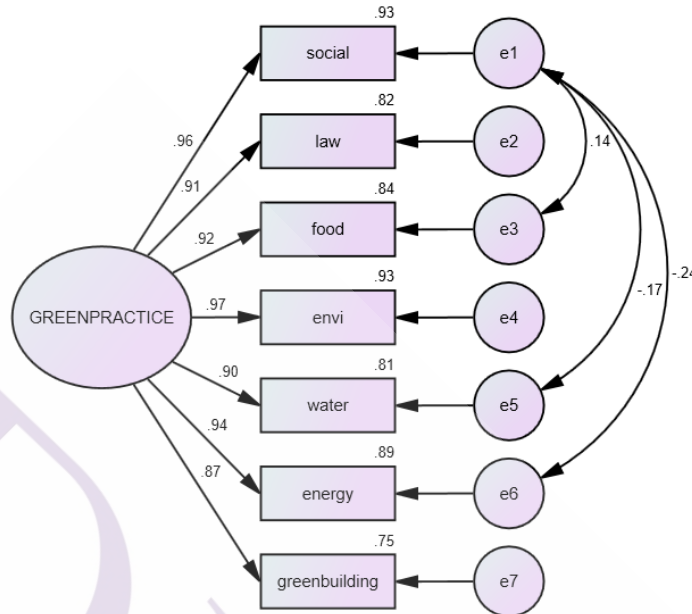 .93
social
e1
.82
.96
law
e2
.14
.91
.84
.92
food
e3
.93
GREENPRACTICE
.97
envi
e4
-.17
-.24
.81
.90
water
e5
.89
.94
energy
e6
.87
.75
greenbuilding
e7